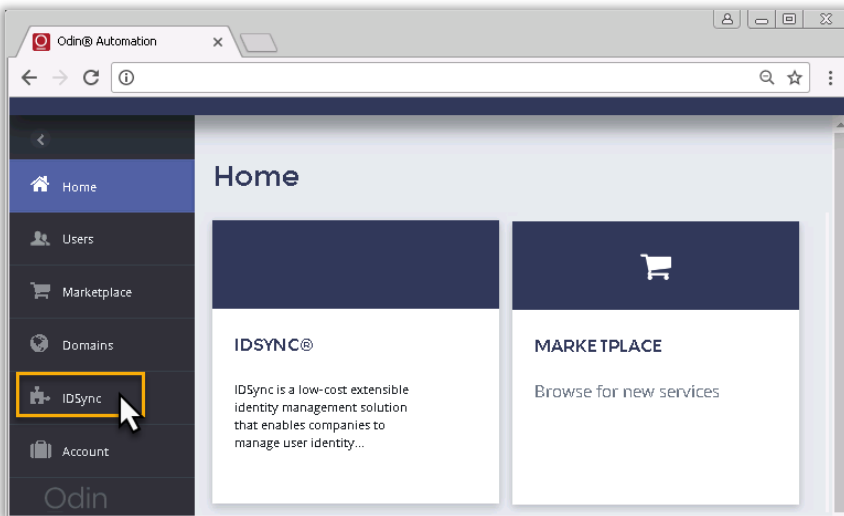 Odin® Automation
Home
Users
Marketplace
Domains
IDSync
Account
Odin
Home
IDSYNC®
IDSync is a low-cost extensible
identity management solution
that enables companies to
manage user identity...
MARKETPLACE
Browse for new services